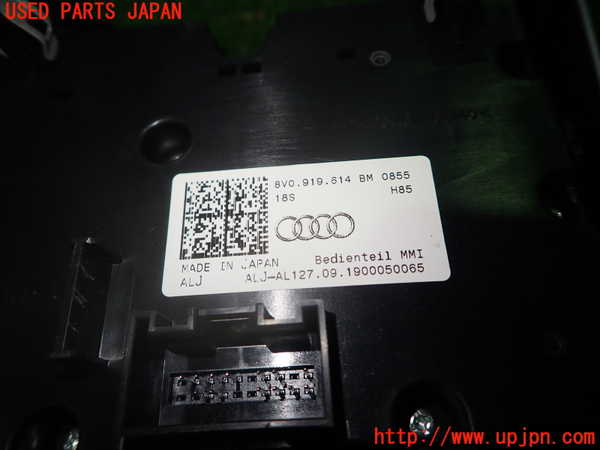 USED PARTS JAPAN
8V0.919.614 BM 0855
18S H85
Bedienteil MMI
MADE IN JAPAN
ALJ ALJ-AL127.09.1900050065
http://www.upjpn.com